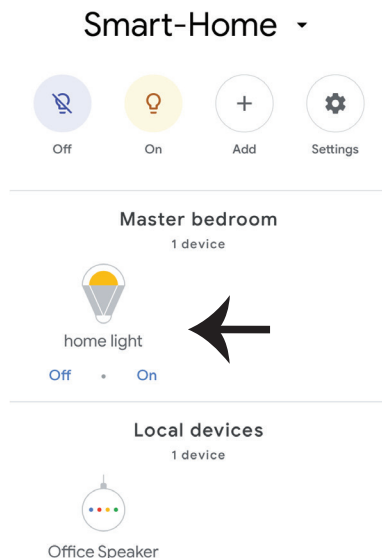 Smart-Home
Off On Add Settings
Master bedroom
1 device
home light
Off • On
Local devices
1 device
Office Speaker